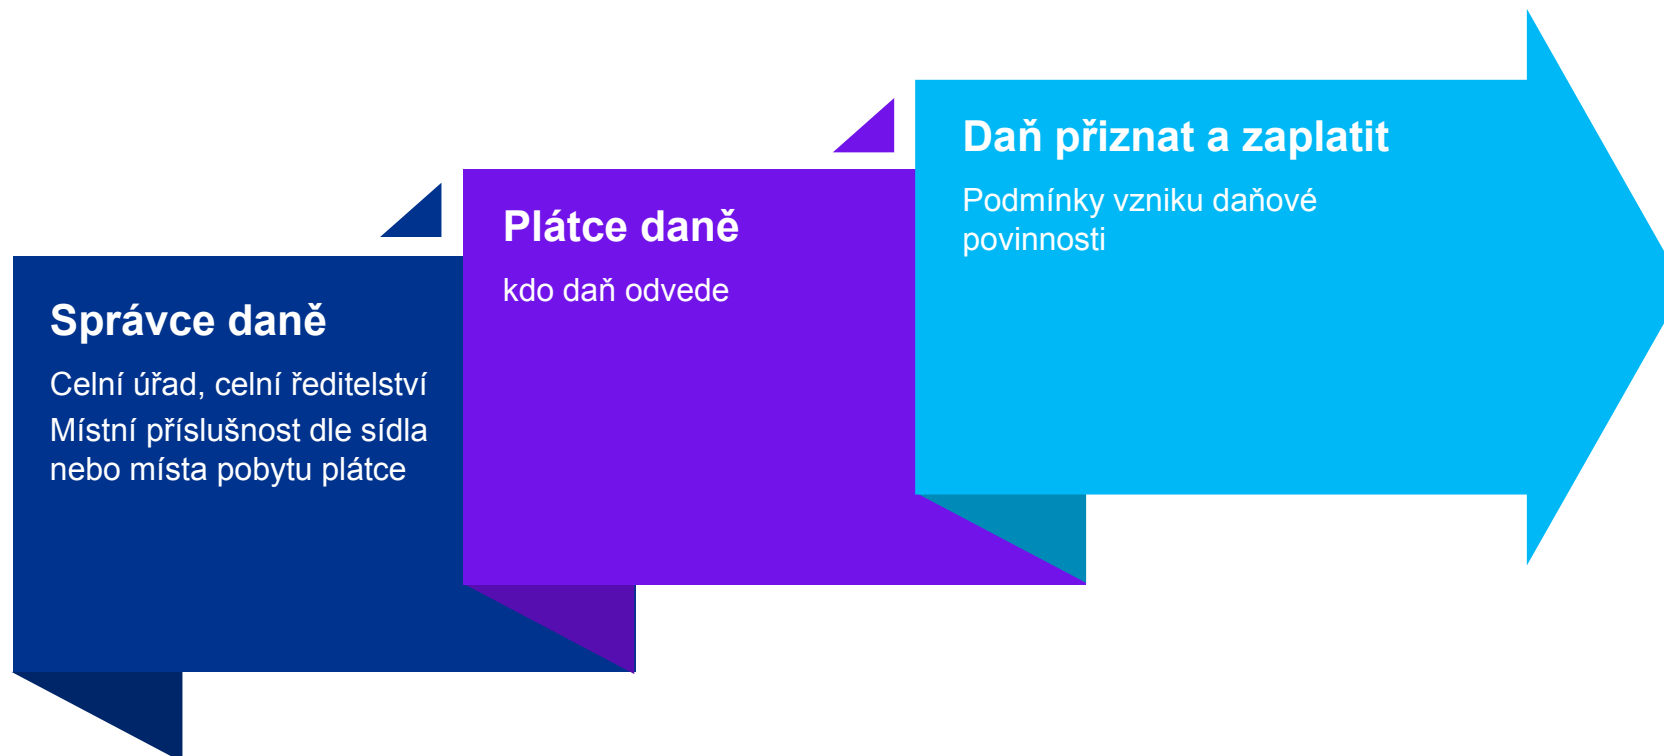 Správce daně
Celní úřad, celní ředitelství
Místní příslušnost dle sídla
nebo místa pobytu plátce
Plátce daně
kdo daň odvede
Daň přiznat a zaplatit
Podmínky vzniku daňové
povinnosti